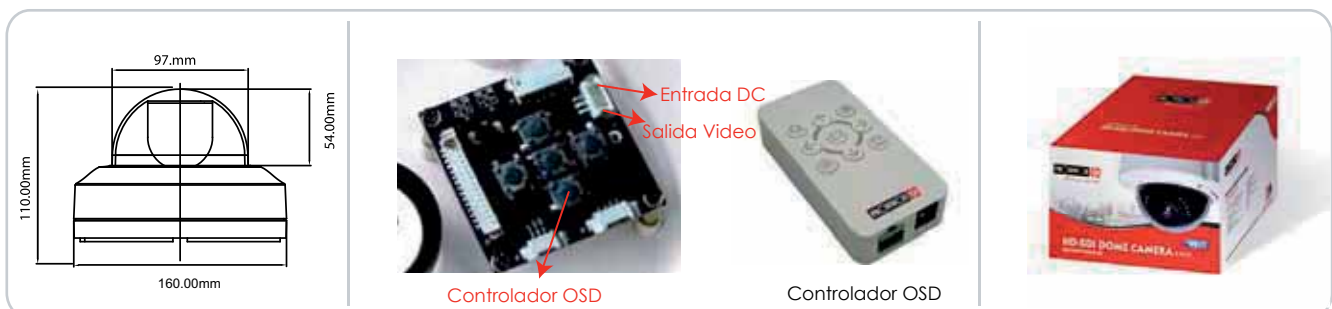 97.mm
110.00mm
54.00mm
160.00mm
Entrada DC
Salida Video
Controlador OSD
Controlador OSD
HD-SDI DOME CAMERA